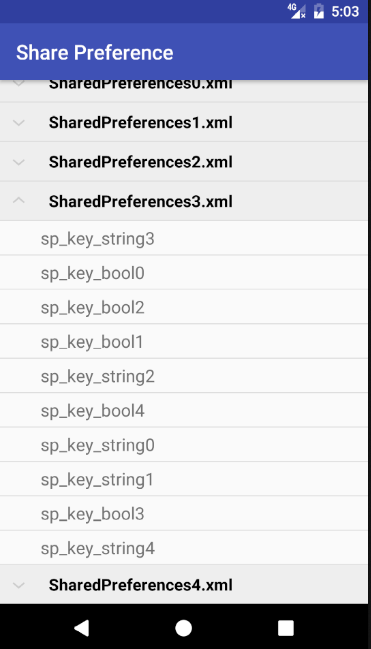 4G 5:03
Share Preference
SharedPreferences0.xml
SharedPreferences1.xml
SharedPreferences2.xml
SharedPreferences3.xml
sp_key_string3
sp_key_bool0
sp_key_bool2
sp_key_bool1
sp_key_string2
sp_key_bool4
sp_key_string0
sp_key_string1
sp_key_bool3
sp_key_string4
SharedPreferences4.xml